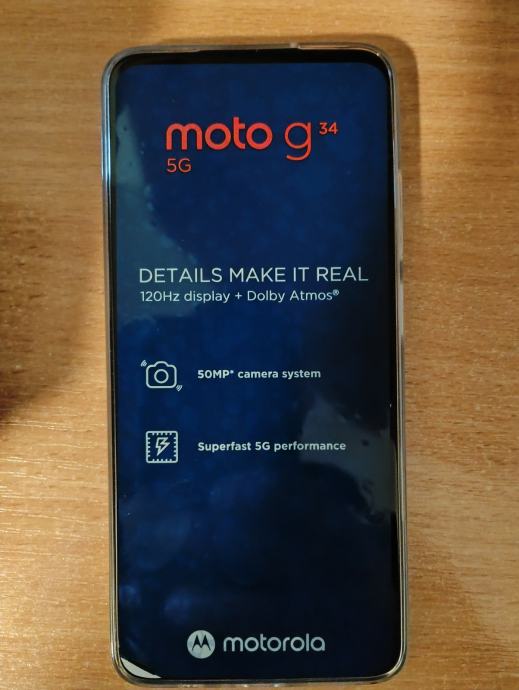 moto g 34
5G
DETAILS MAKE IT REAL
120Hz display + Dolby Atmos®
50MP* camera system
Superfast 5G performance
motorola